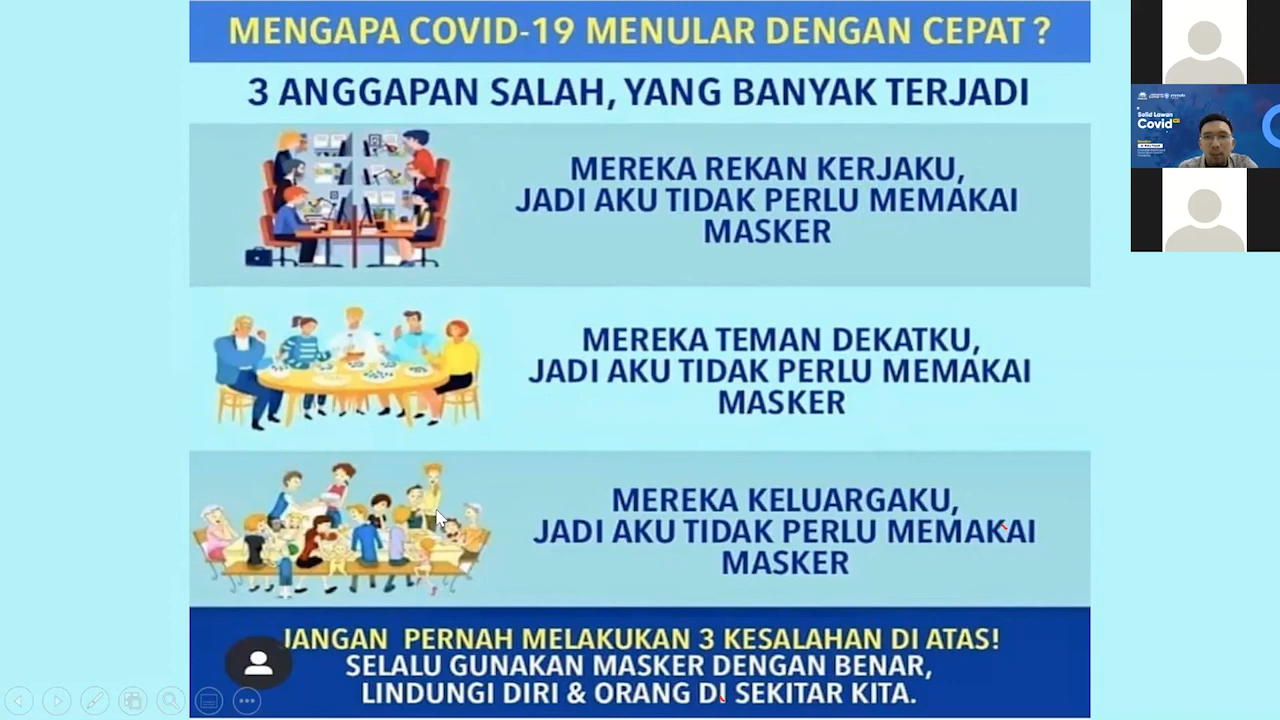 MENGAPA COVID-19 MENULAR DENGAN CEPAT ?
3 ANGGAPAN SALAH, YANG BANYAK TERJADI
MEREKA REKAN KERJAKU,
JADI AKU TIDAK PERLU MEMAKAI
MASKER
MEREKA TEMAN DEKATKU,
JADI AKU TIDAK PERLU MEMAKAI
MASKER
MEREKA KELUARGAKU,
JADI AKU TIDAK PERLU MEMAKAI
MASKER
JANGAN PERNAH MELAKUKAN 3 KESALAHAN DI ATAS!
SELALU GUNAKAN MASKER DENGAN BENAR,
LINDUNGI DIRI & ORANG DI SEKITAR KITA.
Solid Lawan
Covid